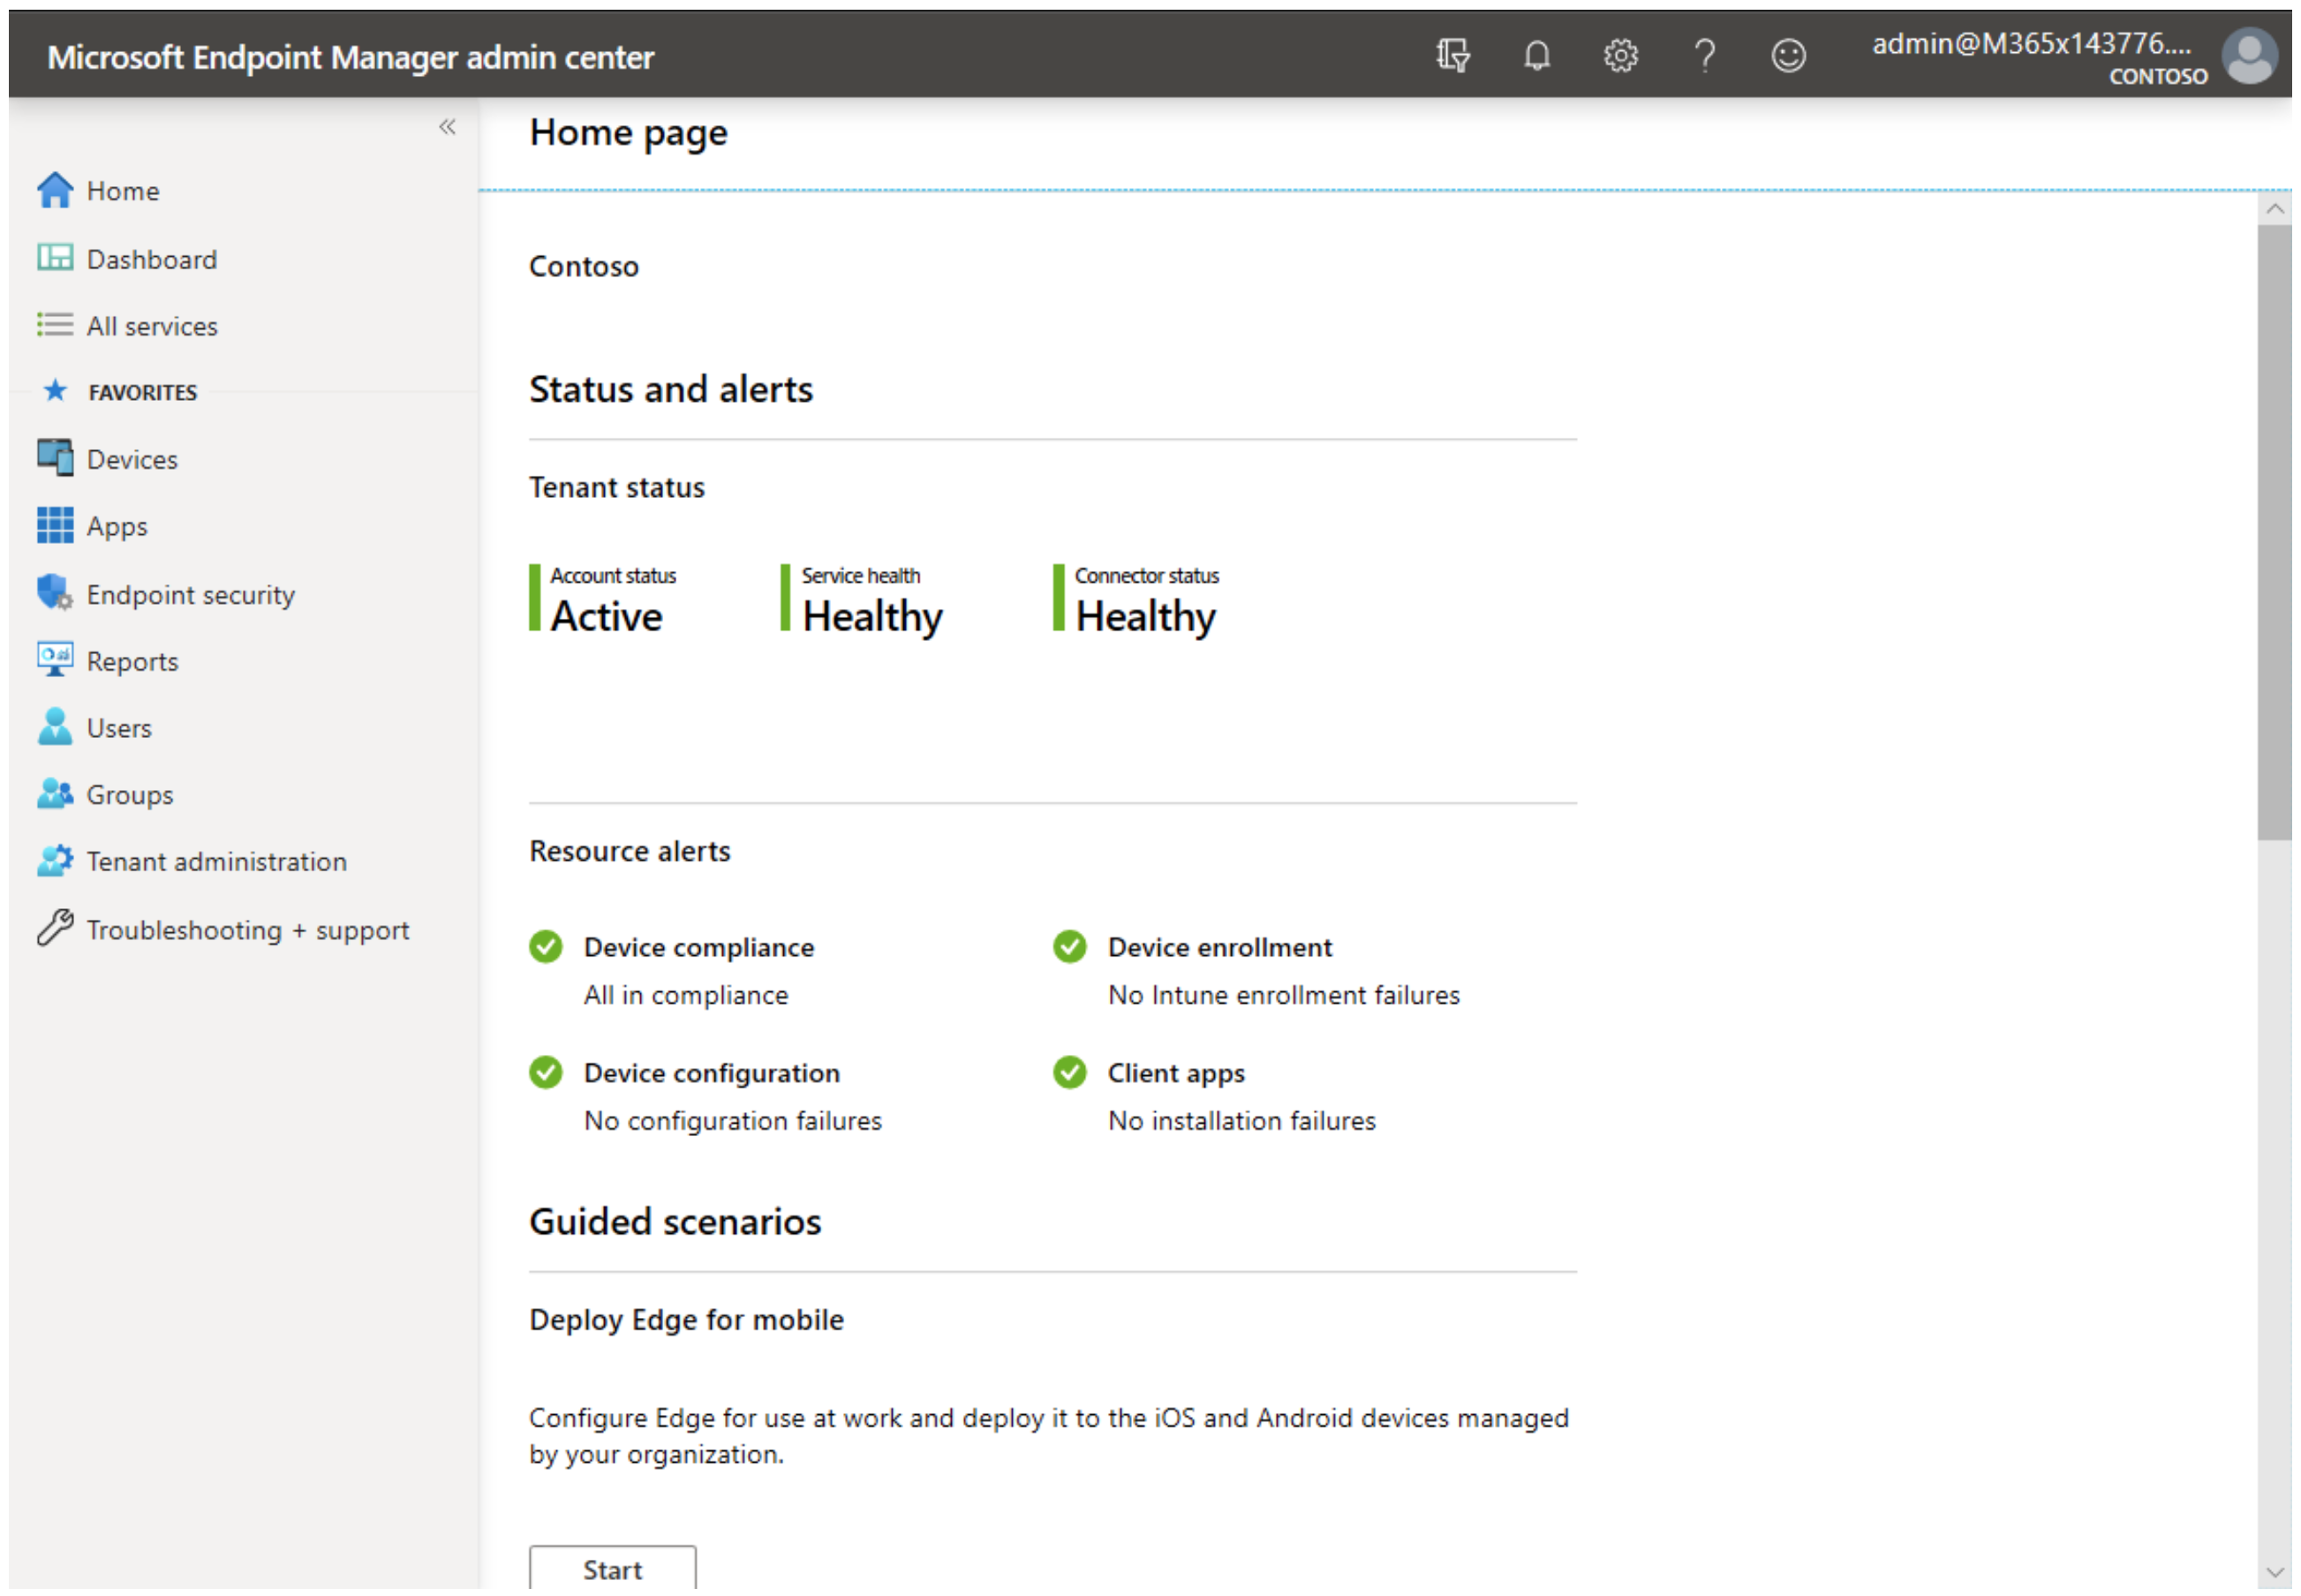 Microsoft Endpoint Manager admin center
admin@M365x143776....
CONTOSO
Home
Dashboard
All services
FAVORITES
Devices
Apps
Endpoint security
Reports
Users
Groups
Tenant administration
Troubleshooting + support
Home page
Contoso
Status and alerts
Tenant status
Account status
Active
Service health
Healthy
Connector status
Healthy
Resource alerts
Device compliance
All in compliance
Device enrollment
No Intune enrollment failures
Device configuration
No configuration failures
Client apps
No installation failures
Guided scenarios
Deploy Edge for mobile
Configure Edge for use at work and deploy it to the iOS and Android devices managed
by your organization.
Start